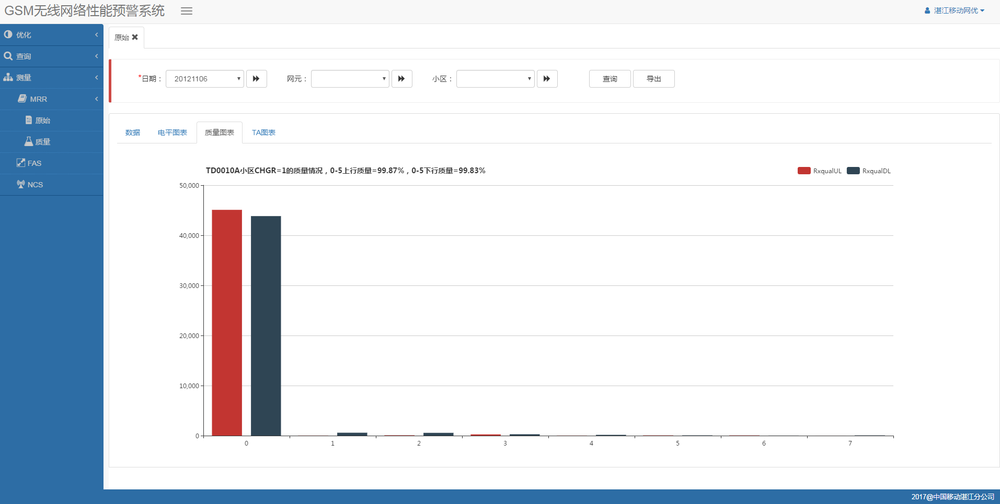 GSM无线网络性能预警系统
湛江移动网优
优化
查询
测量
MRR
原始
质量
FAS
NCS
原始
*日期： 20121106 网元： 小区： 查询 导出
数据 电平图表 质量图表 TA图表
TD0010A小区CHGR=1的质量情况，0-5上行质量=99.87%，0-5下行质量=99.83%
RxqualUL RxqualDL
50,000
40,000
30,000
20,000
10,000
0
0 1 2 3 4 5 6 7
2017@中国移动湛江分公司